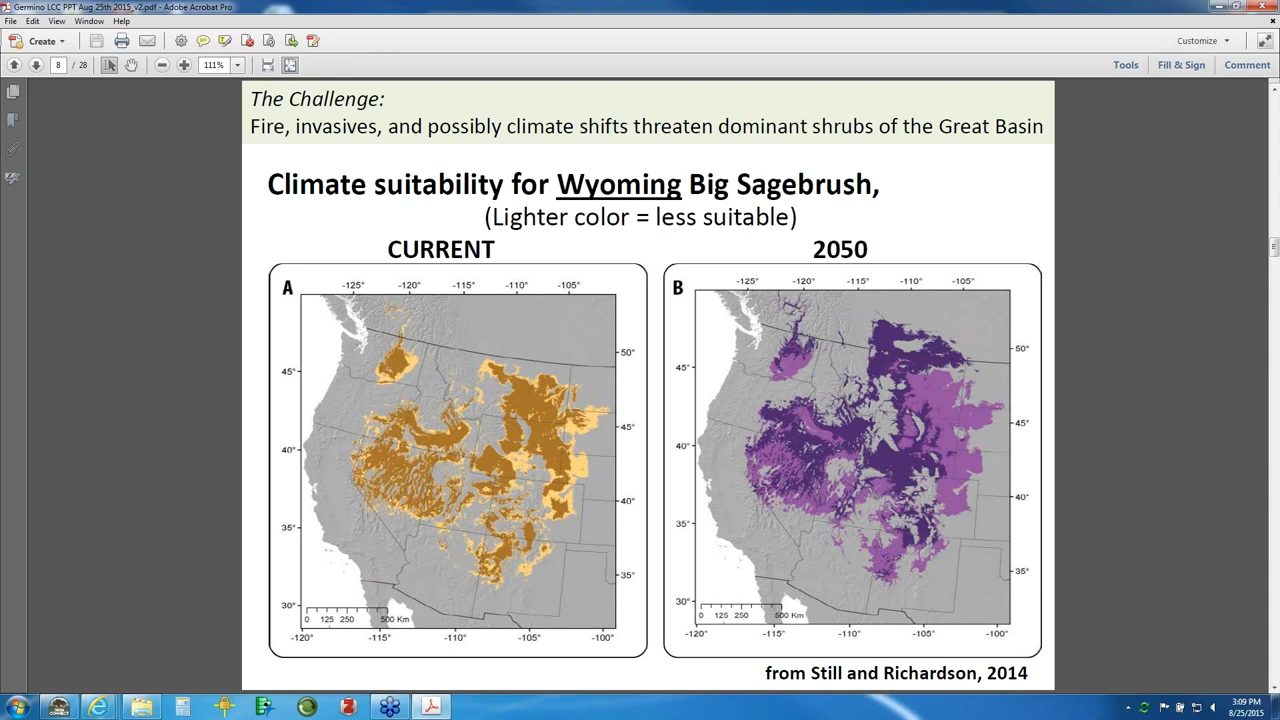 Germino LCC PPT Aug 25th 2015_v2.pdf - Adobe Acrobat Pro
File Edit View Window Help
Create
Customize
8 / 28
111%
Tools Fill & Sign Comment
The Challenge:
Fire, invasives, and possibly climate shifts threaten dominant shrubs of the Great Basin
Climate suitability for Wyoming Big Sagebrush,
(Lighter color = less suitable)
CURRENT
A
-125° -120° -115° -110° -105°
50°
45°
45°
40°
40°
35°
35°
30°
0 125 250 500 Km
-120° -115° -110° -105° -100°
2050
B
-125° -120° -115° -110° -105°
50°
45°
45°
40°
40°
35°
35°
30°
0 125 250 500 Km
-120° -115° -110° -105° -100°
from Still and Richardson, 2014
3:09 PM
8/25/2015